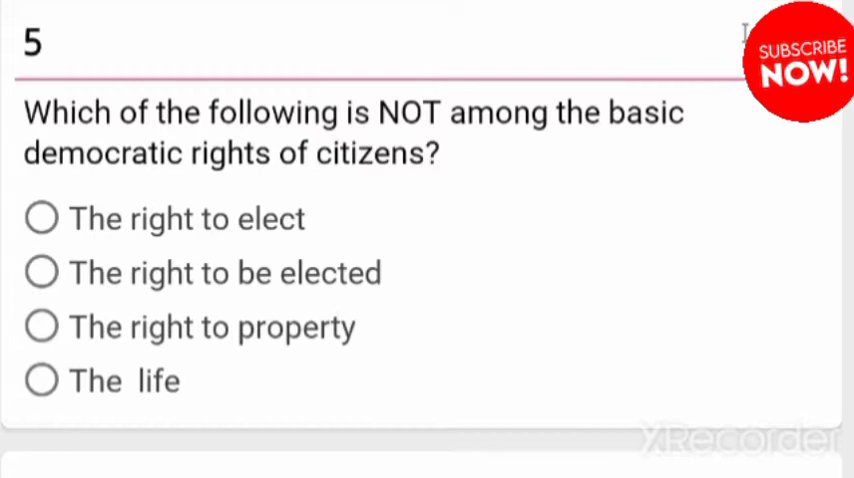 5
SUBSCRIBE
NOW!
Which of the following is NOT among the basic
democratic rights of citizens?
The right to elect
The right to be elected
The right to property
The  life
XRecorder